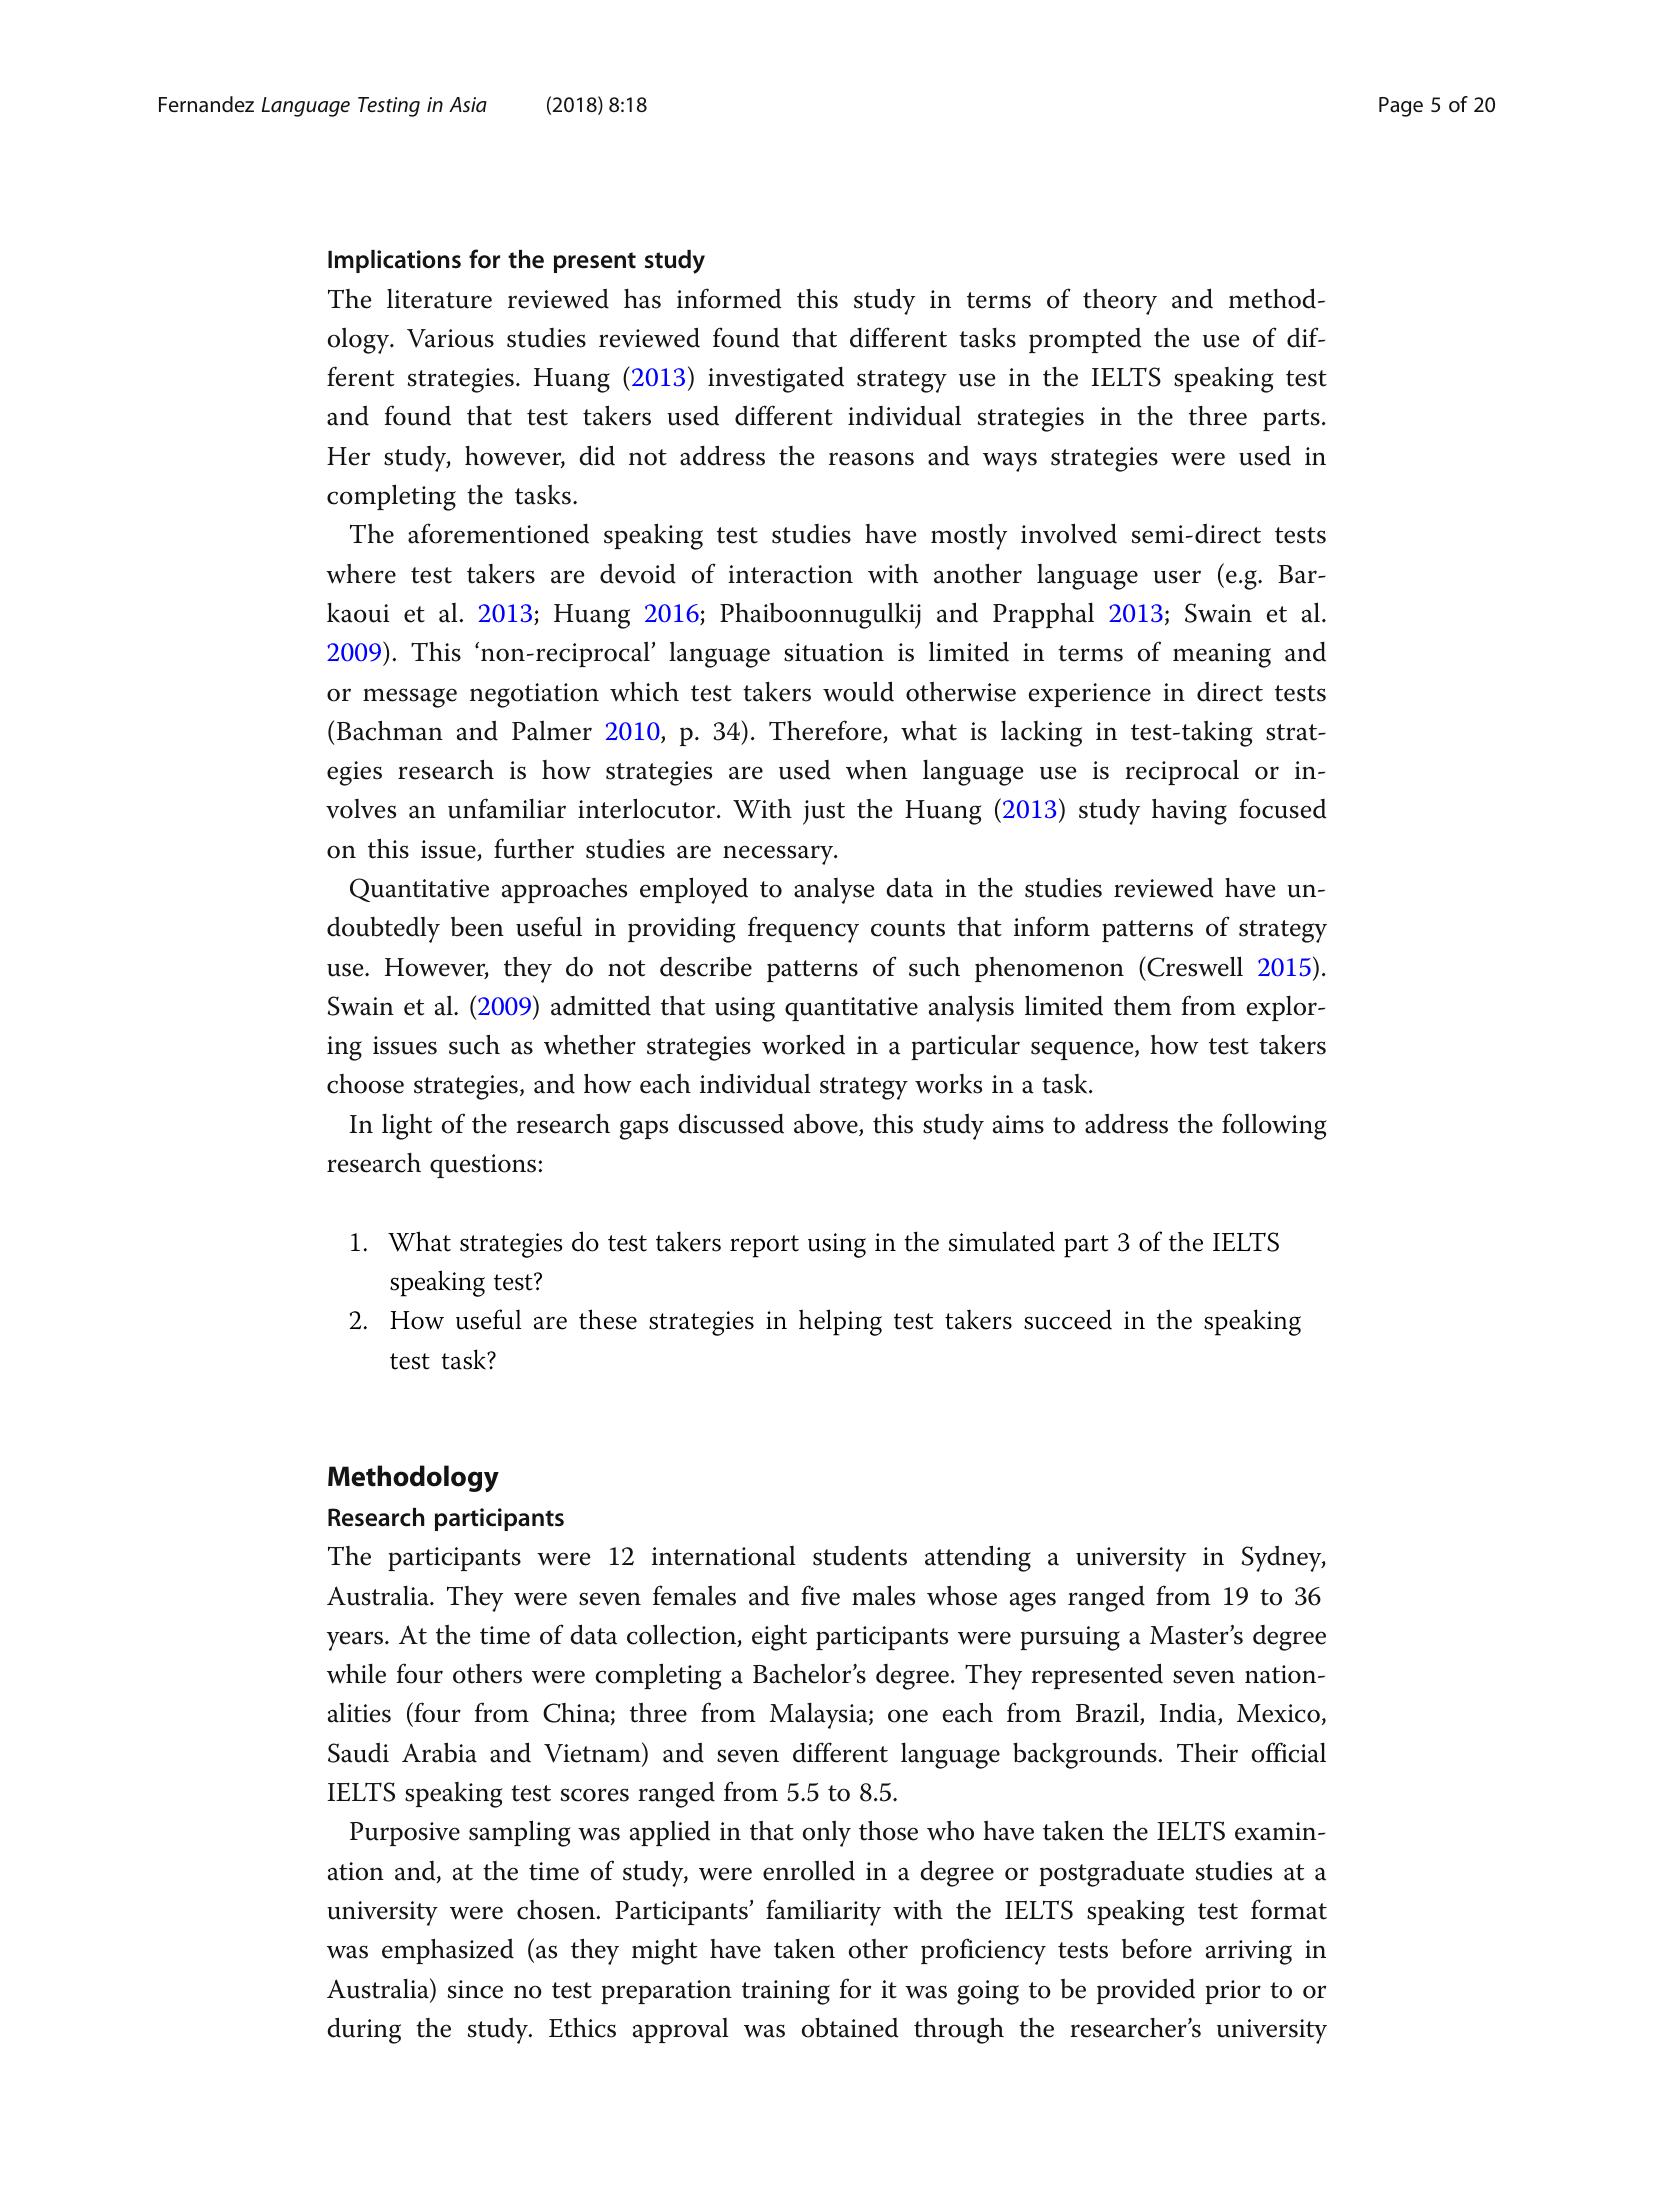 Fernandez Language Testing in Asia (2018) 8:18 Page 5 of 20
Implications for the present study
The literature reviewed has informed this study in terms of theory and method-
ology. Various studies reviewed found that different tasks prompted the use of dif-
ferent strategies. Huang (2013) investigated strategy use in the IELTS speaking test
and found that test takers used different individual strategies in the three parts.
Her study, however, did not address the reasons and ways strategies were used in
completing the tasks.
The aforementioned speaking test studies have mostly involved semi-direct tests
where test takers are devoid of interaction with another language user (e.g. Bar-
kaoui et al. 2013; Huang 2016; Phaiboonnugulkij and Prapphal 2013; Swain et al.
2009). This ‘non-reciprocal’ language situation is limited in terms of meaning and
or message negotiation which test takers would otherwise experience in direct tests
(Bachman and Palmer 2010, p. 34). Therefore, what is lacking in test-taking strat-
egies research is how strategies are used when language use is reciprocal or in-
volves an unfamiliar interlocutor. With just the Huang (2013) study having focused
on this issue, further studies are necessary.
Quantitative approaches employed to analyse data in the studies reviewed have un-
doubtedly been useful in providing frequency counts that inform patterns of strategy
use. However, they do not describe patterns of such phenomenon (Creswell 2015).
Swain et al. (2009) admitted that using quantitative analysis limited them from explor-
ing issues such as whether strategies worked in a particular sequence, how test takers
choose strategies, and how each individual strategy works in a task.
In light of the research gaps discussed above, this study aims to address the following
research questions:
1. What strategies do test takers report using in the simulated part 3 of the IELTS
speaking test?
2. How useful are these strategies in helping test takers succeed in the speaking
test task?
Methodology
Research participants
The participants were 12 international students attending a university in Sydney,
Australia. They were seven females and five males whose ages ranged from 19 to 36
years. At the time of data collection, eight participants were pursuing a Master’s degree
while four others were completing a Bachelor’s degree. They represented seven nation-
alities (four from China; three from Malaysia; one each from Brazil, India, Mexico,
Saudi Arabia and Vietnam) and seven different language backgrounds. Their official
IELTS speaking test scores ranged from 5.5 to 8.5.
Purposive sampling was applied in that only those who have taken the IELTS examin-
ation and, at the time of study, were enrolled in a degree or postgraduate studies at a
university were chosen. Participants’ familiarity with the IELTS speaking test format
was emphasized (as they might have taken other proficiency tests before arriving in
Australia) since no test preparation training for it was going to be provided prior to or
during the study. Ethics approval was obtained through the researcher’s university